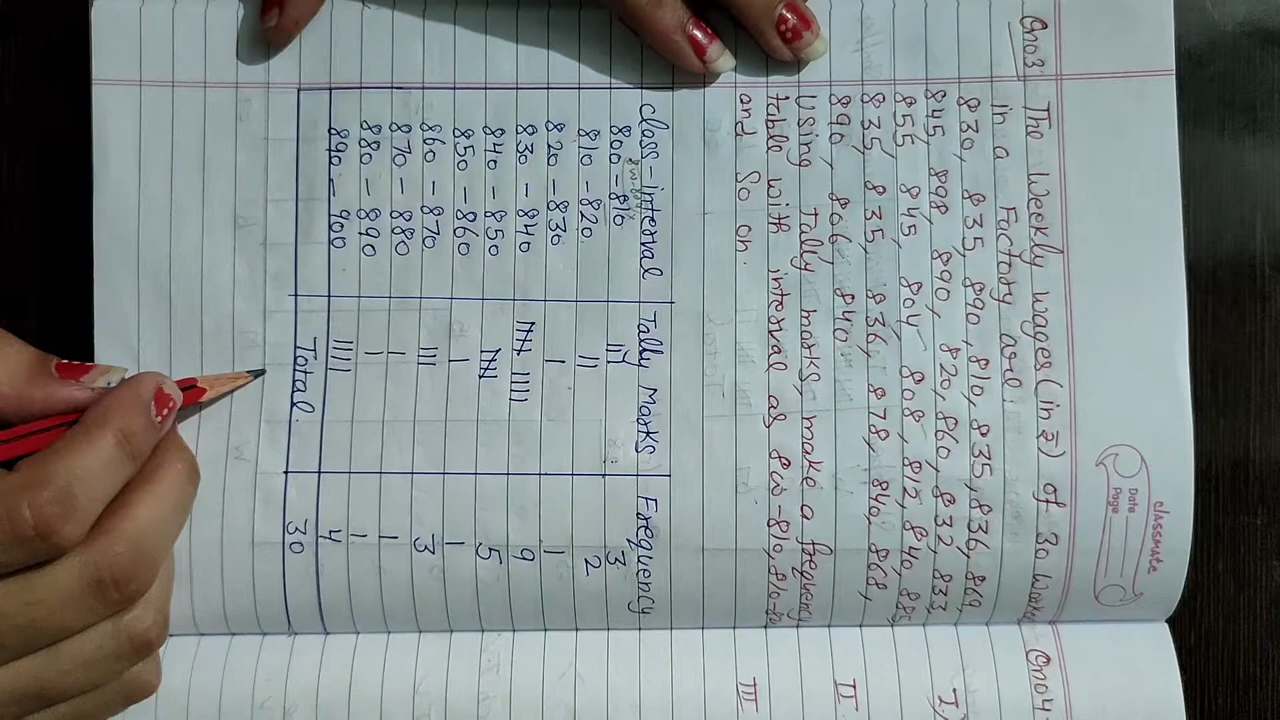 classmate
Date
Page
Qno3. The Weekly wages (in ₹) of 30 Workers
in a Factory are.
830, 835, 890, 810, 835, 836, 869,
845, 898, 890, 820, 860, 832, 833
855 845, 804 808, 812, 840, 885
835, 835, 836, 878, 840, 868,
890, 806, 840.
Using Tally marks, make a frequency
table with interval as 800-810, 810-820
and So on.
class-interval Tally Marks Frequency
800-810 ||| 3
810-820 || 2
820-830 | 1
830-840 |||| |||| 9
840-850 |||| 5
850-860 | 1
860-870 ||| 3
870-880 | 1
880-890 | 1
890-900 |||| 4
Total. 30
Qno4
I)
II
III